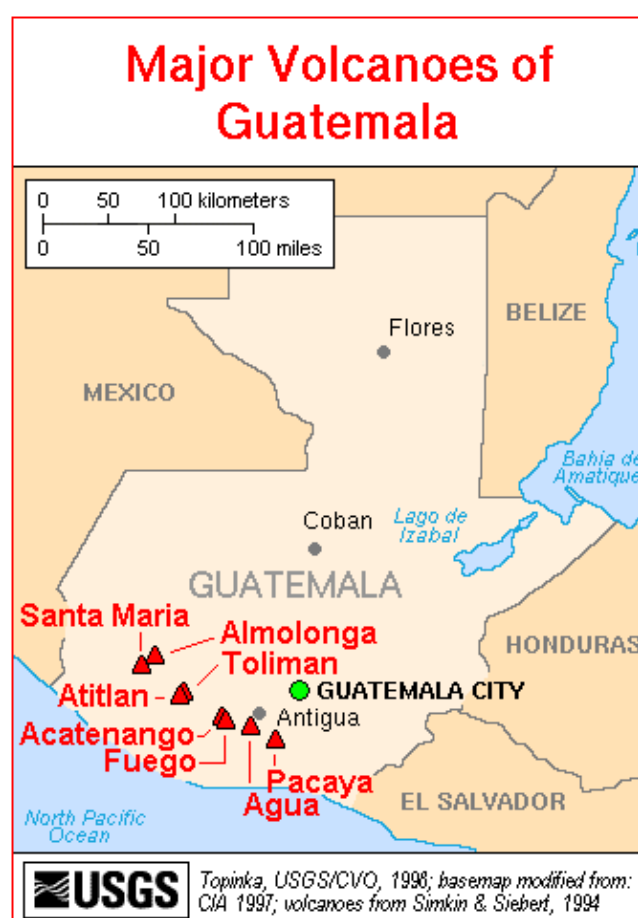 Major Volcanoes of
Guatemala
0 50 100 kilometers
0 50 100 miles
BELIZE
Flores
MEXICO
Bahia de
Amatique
Coban
Lago de
Izabal
GUATEMALA
Santa Maria
Almolonga
HONDURAS
Toliman
Atitlan
GUATEMALA CITY
Antigua
Acatenango
Fuego
Pacaya
Agua
EL SALVADOR
North Pacific
Ocean
USGS
Topinka, USGS/CVO, 1998; basemap modified from:
CIA 1997; volcanoes from Simkin & Siebert, 1994